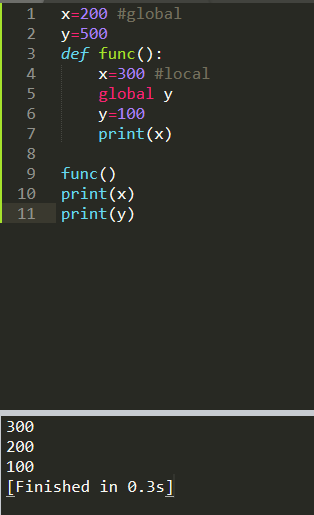 1 x=200 #global
2 y=500
3 def func():
4 x=300 #local
5 global y
6 y=100
7 print(x)
8
9 func()
10 print(x)
11 print(y)
300
200
100
[Finished in 0.3s]